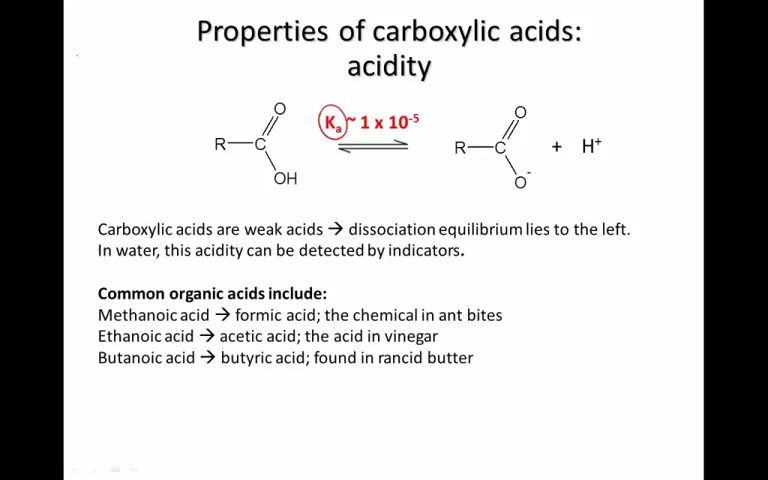 Properties of carboxylic acids:
acidity
O
R—C
OH
Kₐ ~ 1 x 10⁻⁵
O
R—C
O⁻
+ H⁺
Carboxylic acids are weak acids → dissociation equilibrium lies to the left.
In water, this acidity can be detected by indicators.
Common organic acids include:
Methanoic acid → formic acid; the chemical in ant bites
Ethanoic acid → acetic acid; the acid in vinegar
Butanoic acid → butyric acid; found in rancid butter